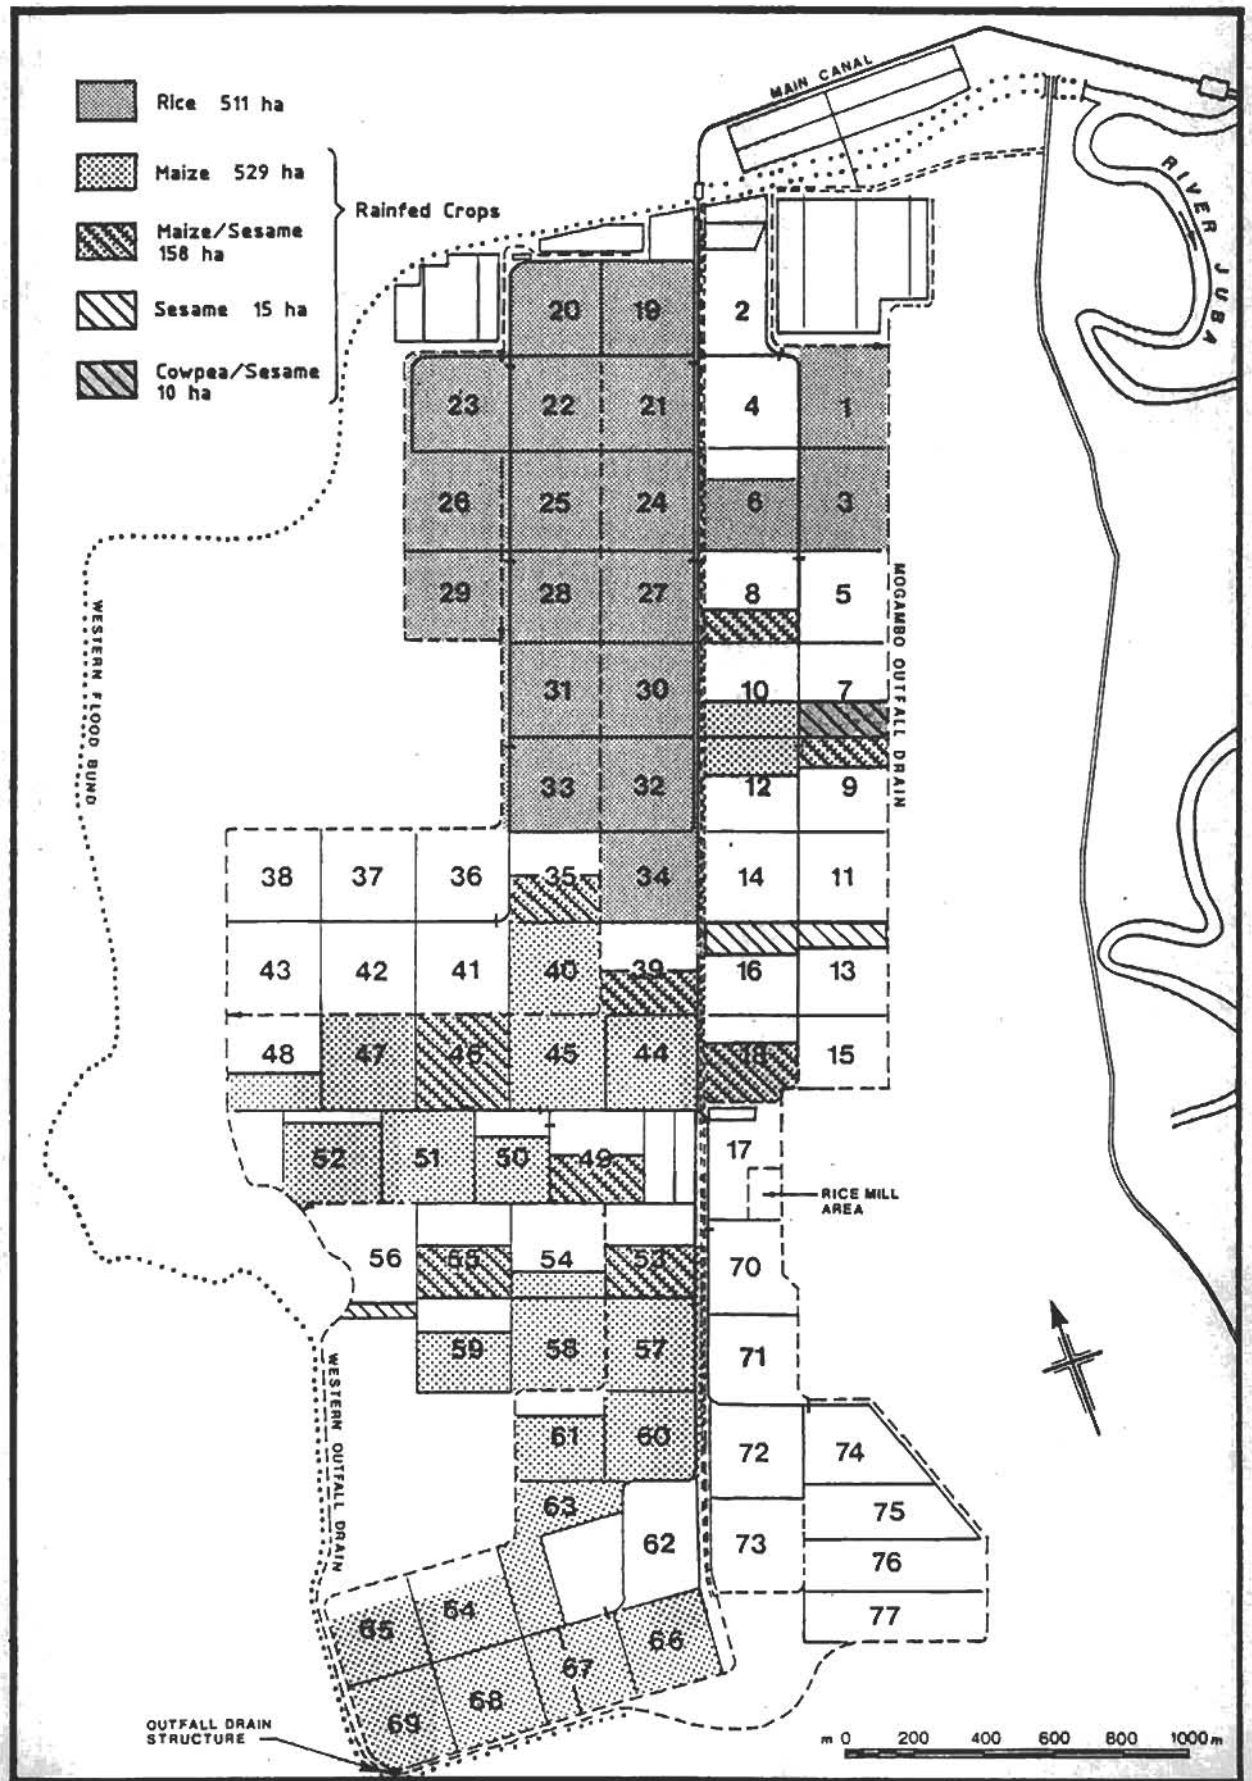 MAIN CANAL
Rice 511 ha
Maize 529 ha
Maize/Sesame
158 ha
Sesame 15 ha
Cowpea/Sesame
10 ha
Rainfed Crops
RIVER JUBA
20 19 2
23 22 21 4 1
26 25 24 6 3
29 28 27 8 5
MOGAMBO OUTFALL DRAIN
WESTERN FLOOD BUND
31 30 10 7
33 32 12 9
38 37 36 35 34 14 11
43 42 41 40 39 16 13
48 47 46 45 44 18 15
52 51 50 49 17
RICE MILL
AREA
56 55 54 53 70
59 58 57 71
WESTERN OUTFALL DRAIN
61 60 72 74
63 62 73 75
76
77
65 64 67 66
69 68
OUTFALL DRAIN
STRUCTURE
m 0 200 400 600 800 1000m